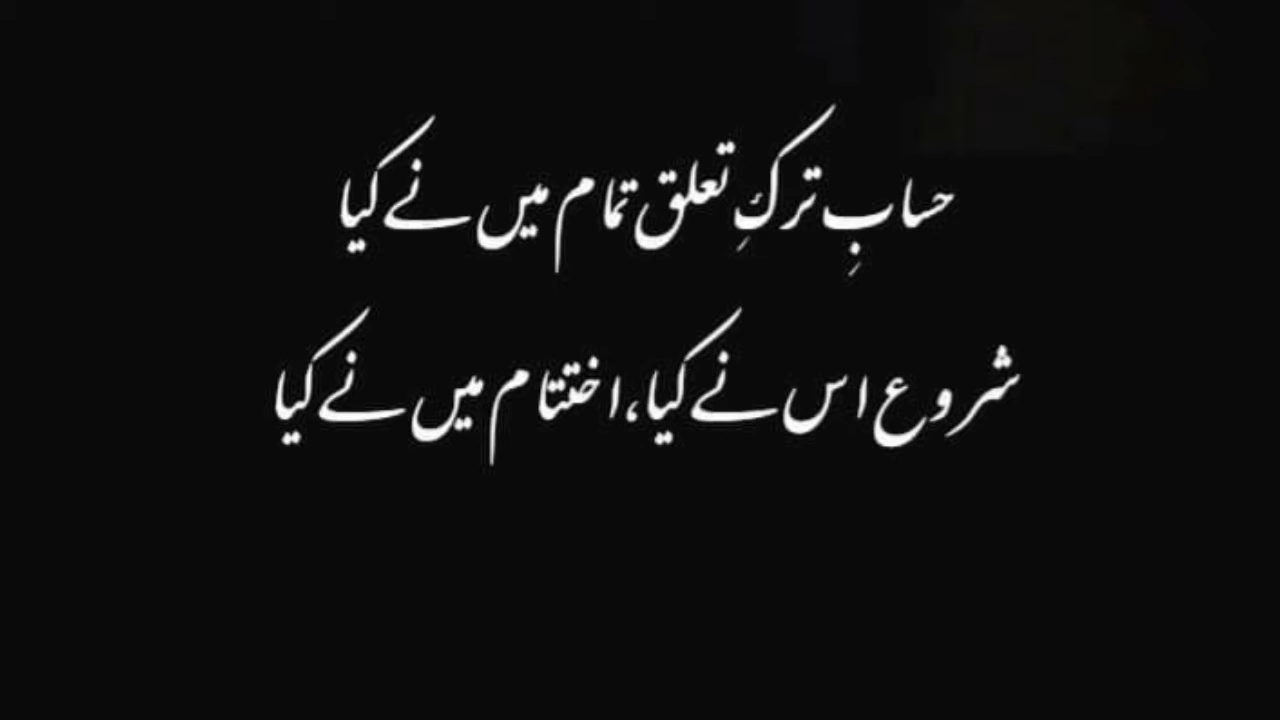 حسابِ ترکِ تعلق تمام میں نے کیا
شروع اس نے کیا، اختتام میں نے کیا